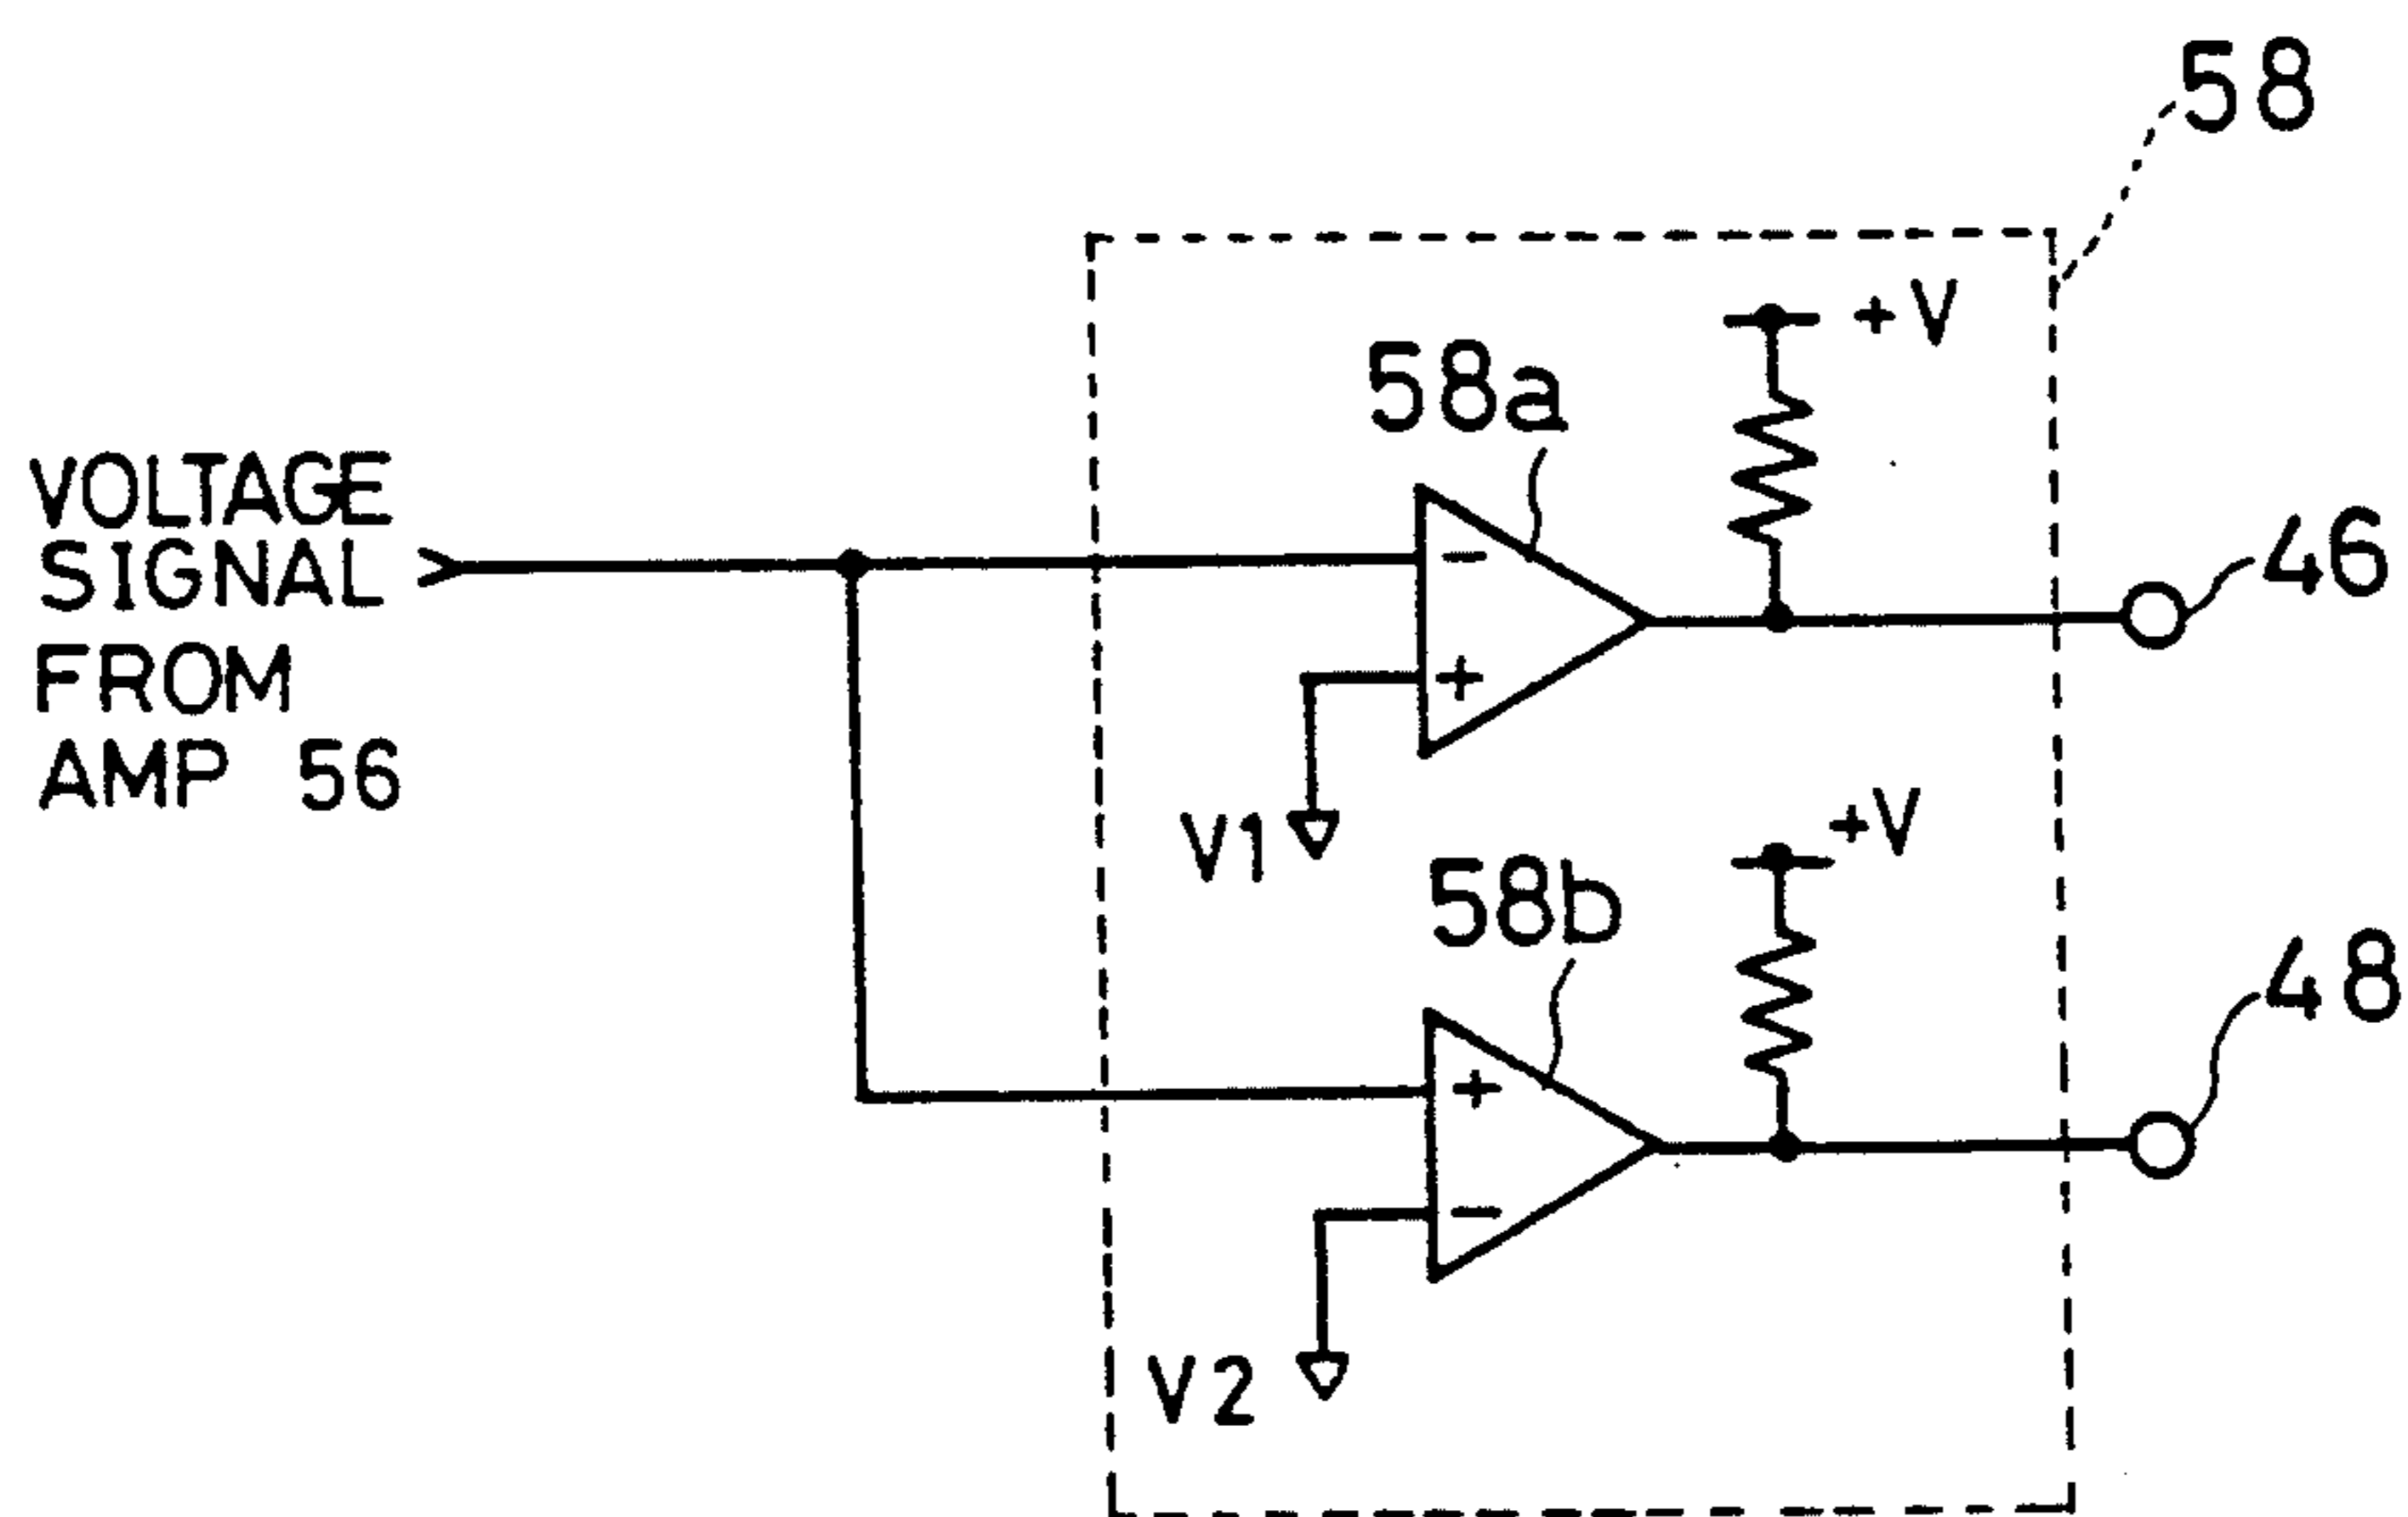 58
+V
58a
VOLTAGE
SIGNAL
FROM
AMP 56
-
+
46
V1
+V
58b
48
+
-
V2